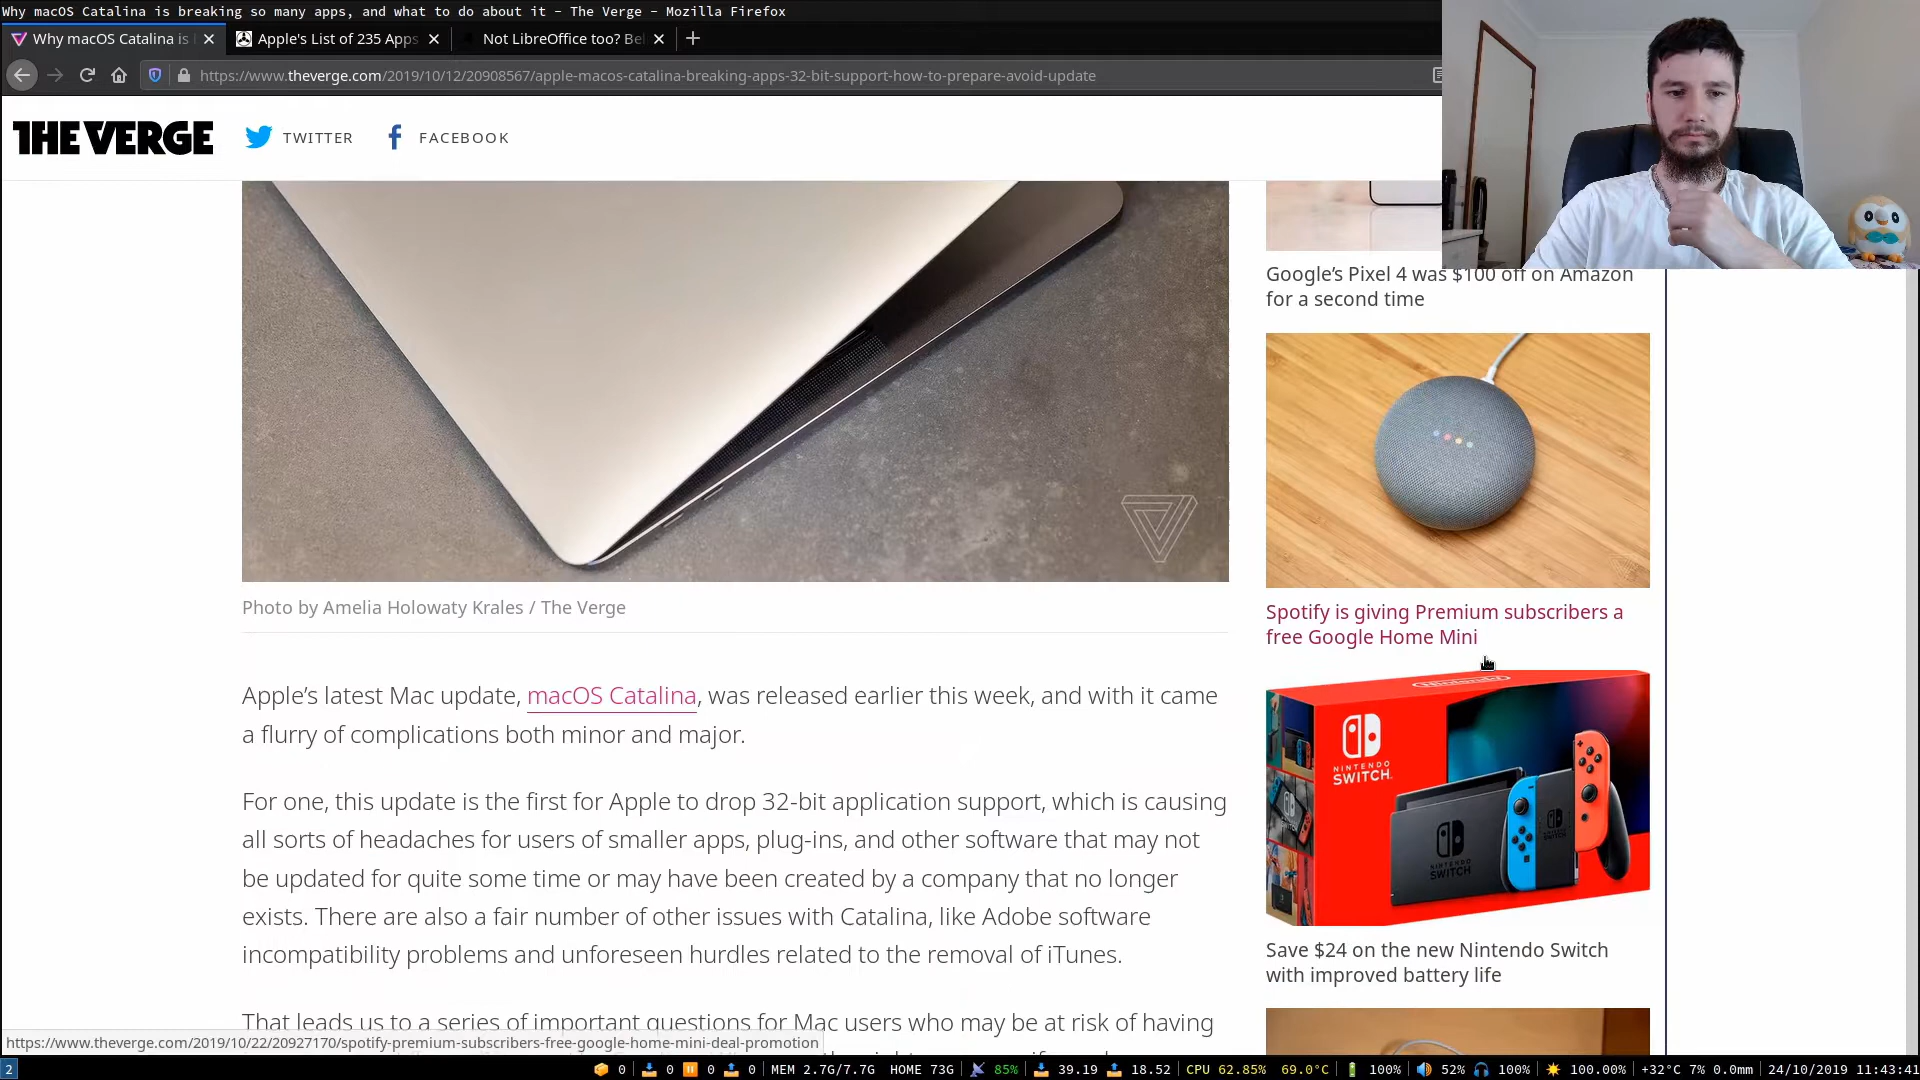 Why macOS Catalina is breaking so many apps, and what to do about it - The Verge - Mozilla Firefox
Why macOS Catalina is
Apple's List of 235 Apps
Not LibreOffice too? Be
https://www.theverge.com/2019/10/12/20908567/apple-macos-catalina-breaking-apps-32-bit-support-how-to-prepare-avoid-update
THE VERGE
TWITTER
FACEBOOK
Google's Pixel 4 was $100 off on Amazon
for a second time
Photo by Amelia Holowaty Krales / The Verge
Spotify is giving Premium subscribers a
free Google Home Mini
Apple's latest Mac update, macOS Catalina, was released earlier this week, and with it came
a flurry of complications both minor and major.
For one, this update is the first for Apple to drop 32-bit application support, which is causing
all sorts of headaches for users of smaller apps, plug-ins, and other software that may not
be updated for quite some time or may have been created by a company that no longer
exists. There are also a fair number of other issues with Catalina, like Adobe software
incompatibility problems and unforeseen hurdles related to the removal of iTunes.
Nintendo
NINTENDO
SWITCH
NINTENDO
SWITCH
NINTENDO
SWITCH
Save $24 on the new Nintendo Switch
with improved battery life
That leads us to a series of important questions for Mac users who may be at risk of having
https://www.theverge.com/2019/10/22/20927170/spotify-premium-subscribers-free-google-home-mini-deal-promotion
2
0 0 0 0 MEM 2.7G/7.7G HOME 73G 85% 39.19 18.52 CPU 62.85% 69.0°C 100% 52% 100% 100.00% +32°C 7% 0.0mm 24/10/2019 11:43:41